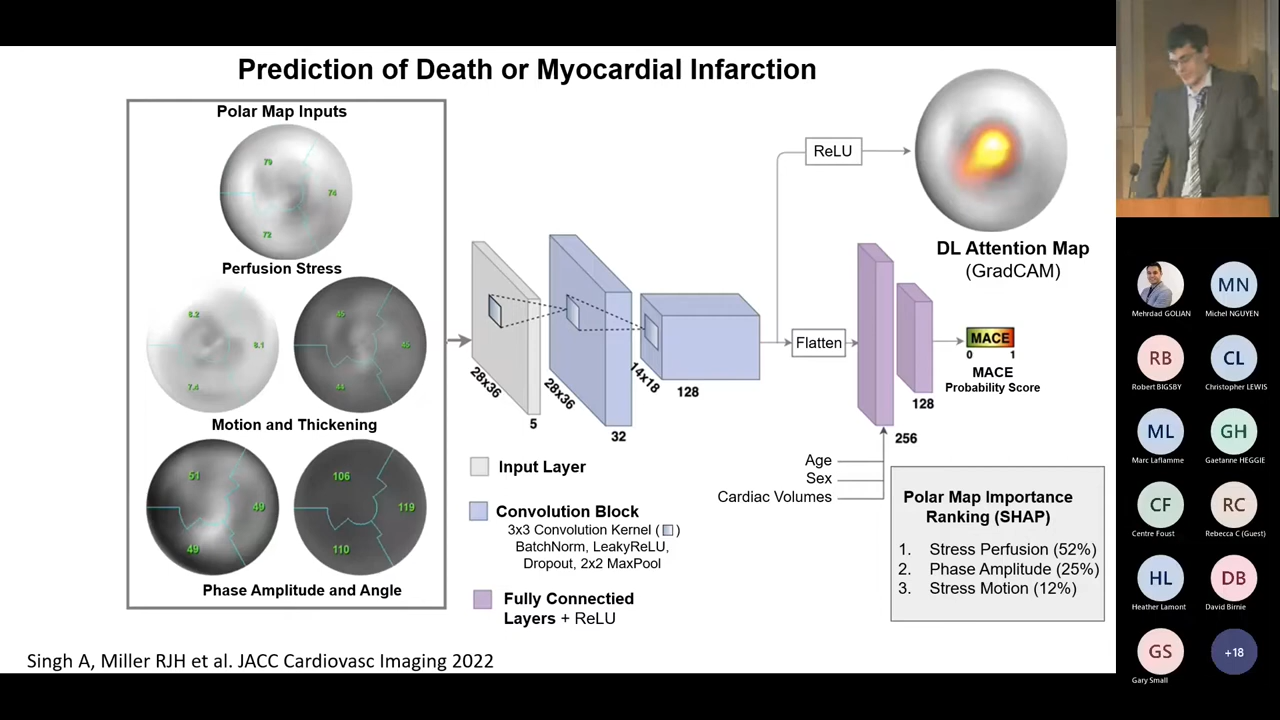 Prediction of Death or Myocardial Infarction
Polar Map Inputs
79
74
72
Perfusion Stress
8.2
8.1
7.4
46
45
44
Motion and Thickening
51
49
49
106
119
110
Phase Amplitude and Angle
28x36
5
28x36
32
14x18
128
ReLU
Flatten
DL Attention Map
(GradCAM)
MACE
0 1
MACE
Probability Score
128
256
Age
Sex
Cardiac Volumes
Input Layer
Convolution Block
3x3 Convolution Kernel ( )
BatchNorm, LeakyReLU,
Dropout, 2x2 MaxPool
Fully Connectied
Layers + ReLU
Polar Map Importance
Ranking (SHAP)
1. Stress Perfusion (52%)
2. Phase Amplitude (25%)
3. Stress Motion (12%)
Singh A, Miller RJH et al. JACC Cardiovasc Imaging 2022
Mehrdad GOLIAN
MN
Michel NGUYEN
RB
Robert BIGSBY
CL
Christopher LEWIS
ML
Marc Laflamme
GH
Gaetanne HEGGIE
CF
Centre Foust
RC
Rebecca C (Guest)
HL
Heather Lamont
DB
David Birnie
GS
Gary Small
+18